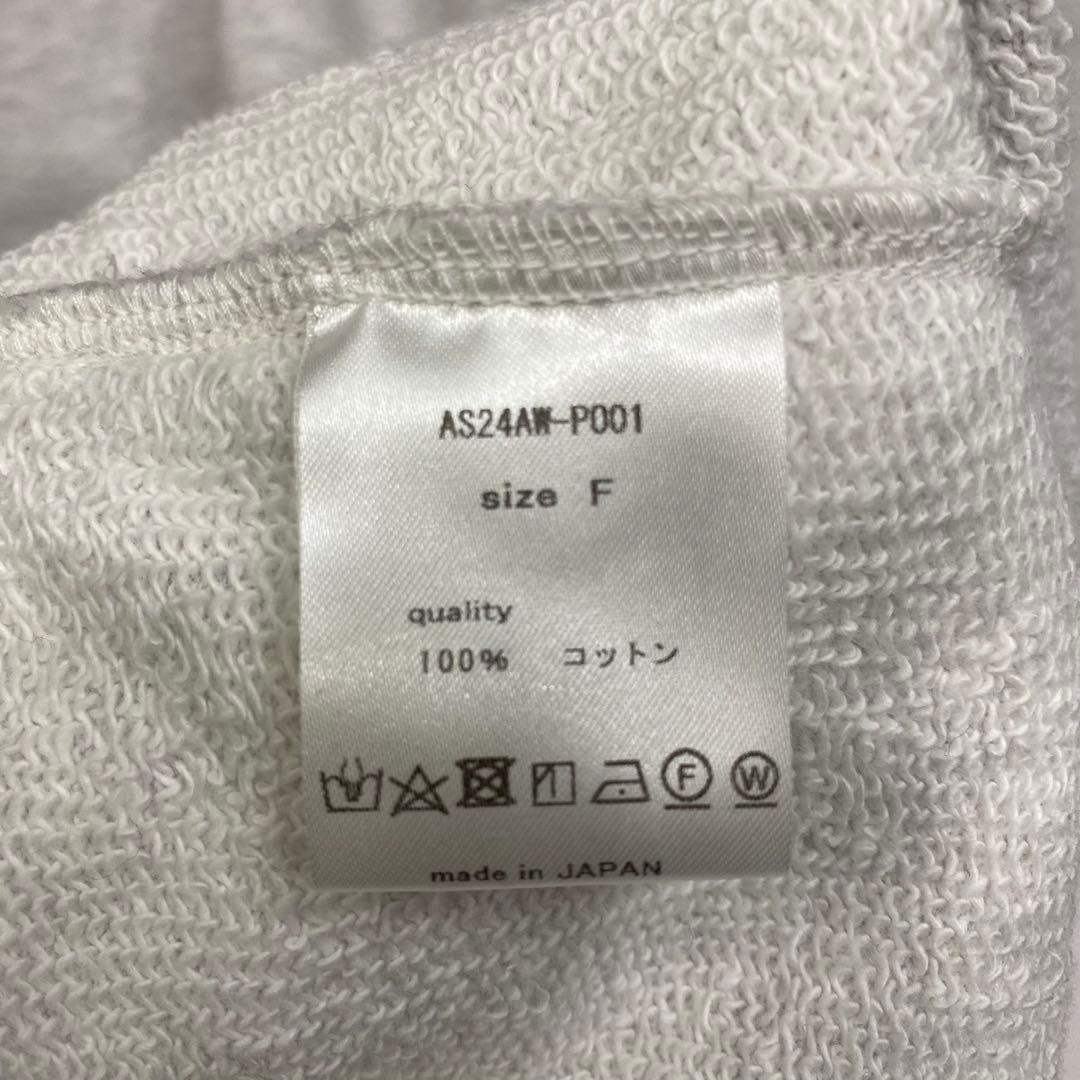 AS24AW-P001
size F
quality
100% コットン
F W
made in JAPAN